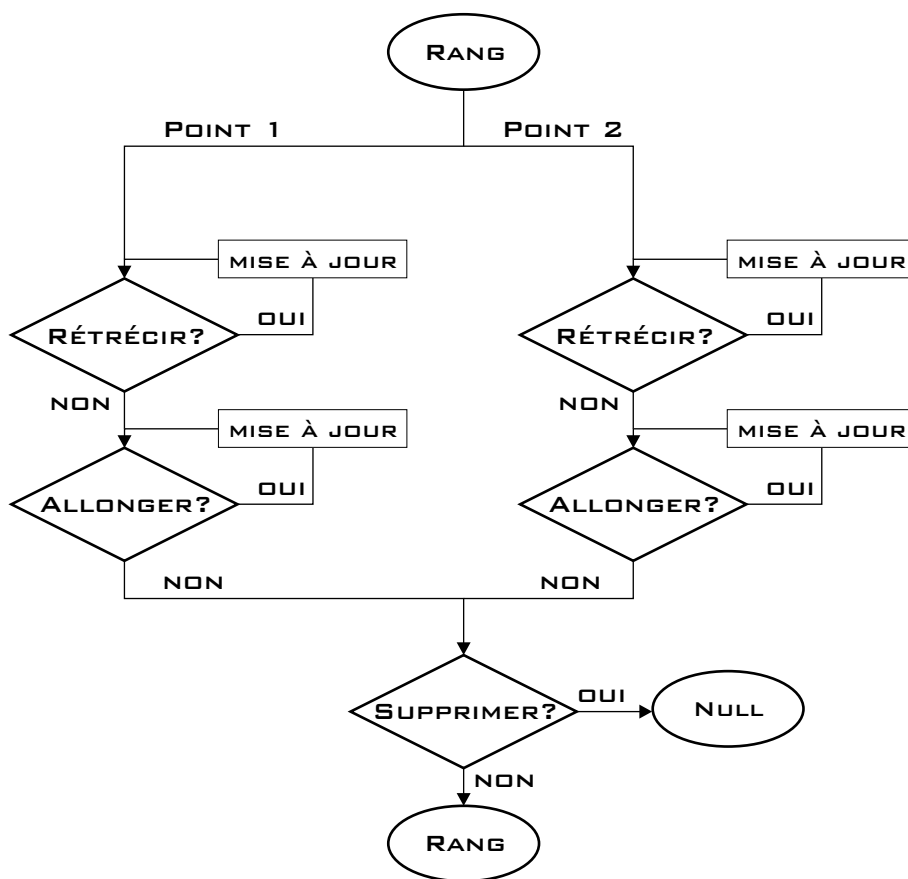 Rang
Point 1 Point 2
mise à jour mise à jour
Rétrécir? oui Rétrécir? oui
non non
mise à jour mise à jour
Allonger? oui Allonger? oui
non non
Supprimer? oui Null
non
Rang